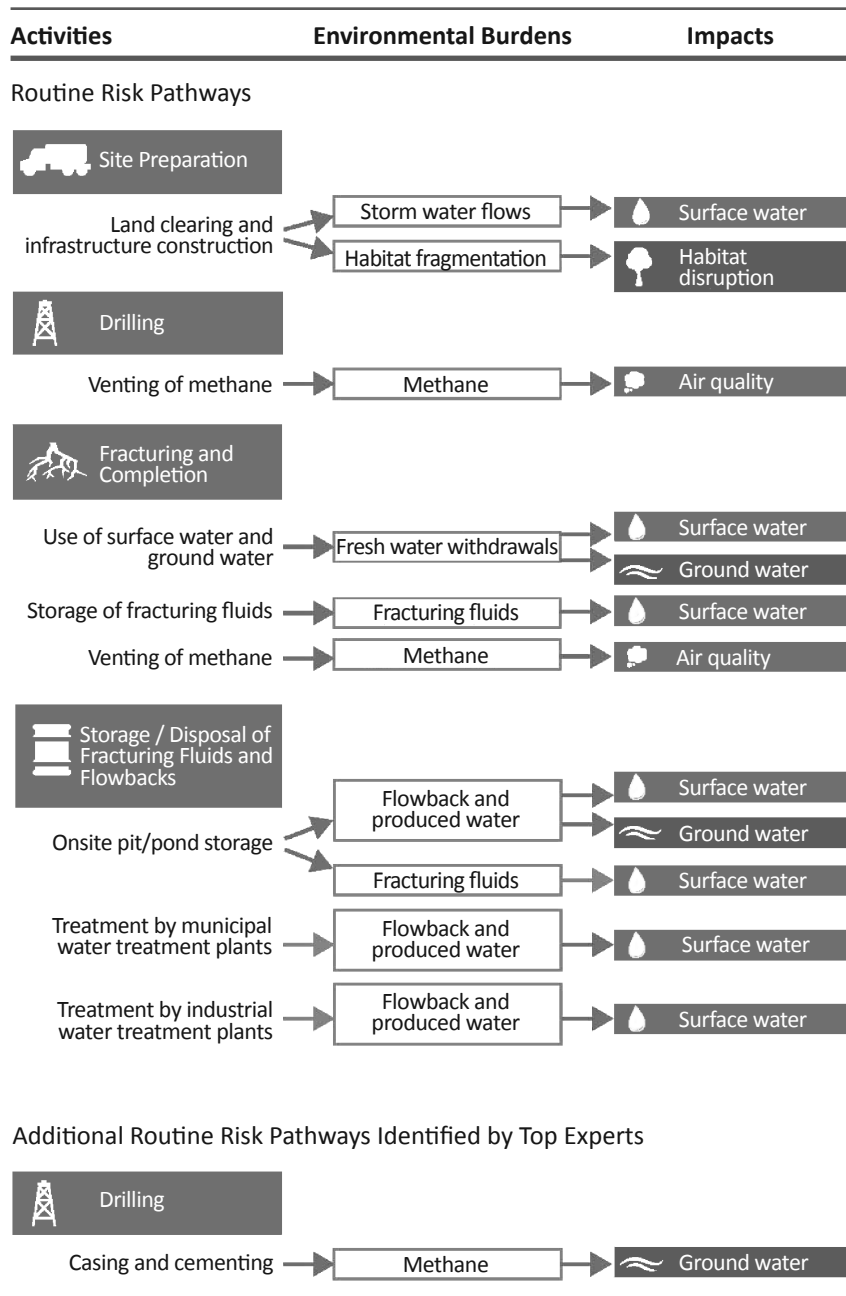 Activities Environmental Burdens Impacts
Routine Risk Pathways
Site Preparation
Land clearing and
infrastructure construction
Storm water flows
Surface water
Habitat fragmentation
Habitat
disruption
Drilling
Venting of methane
Methane
Air quality
Fracturing and
Completion
Use of surface water and
ground water
Fresh water withdrawals
Surface water
Ground water
Storage of fracturing fluids
Fracturing fluids
Surface water
Venting of methane
Methane
Air quality
Storage / Disposal of
Fracturing Fluids and
Flowbacks
Onsite pit/pond storage
Flowback and
produced water
Surface water
Ground water
Fracturing fluids
Surface water
Treatment by municipal
water treatment plants
Flowback and
produced water
Surface water
Treatment by industrial
water treatment plants
Flowback and
produced water
Surface water
Additional Routine Risk Pathways Identified by Top Experts
Drilling
Casing and cementing
Methane
Ground water